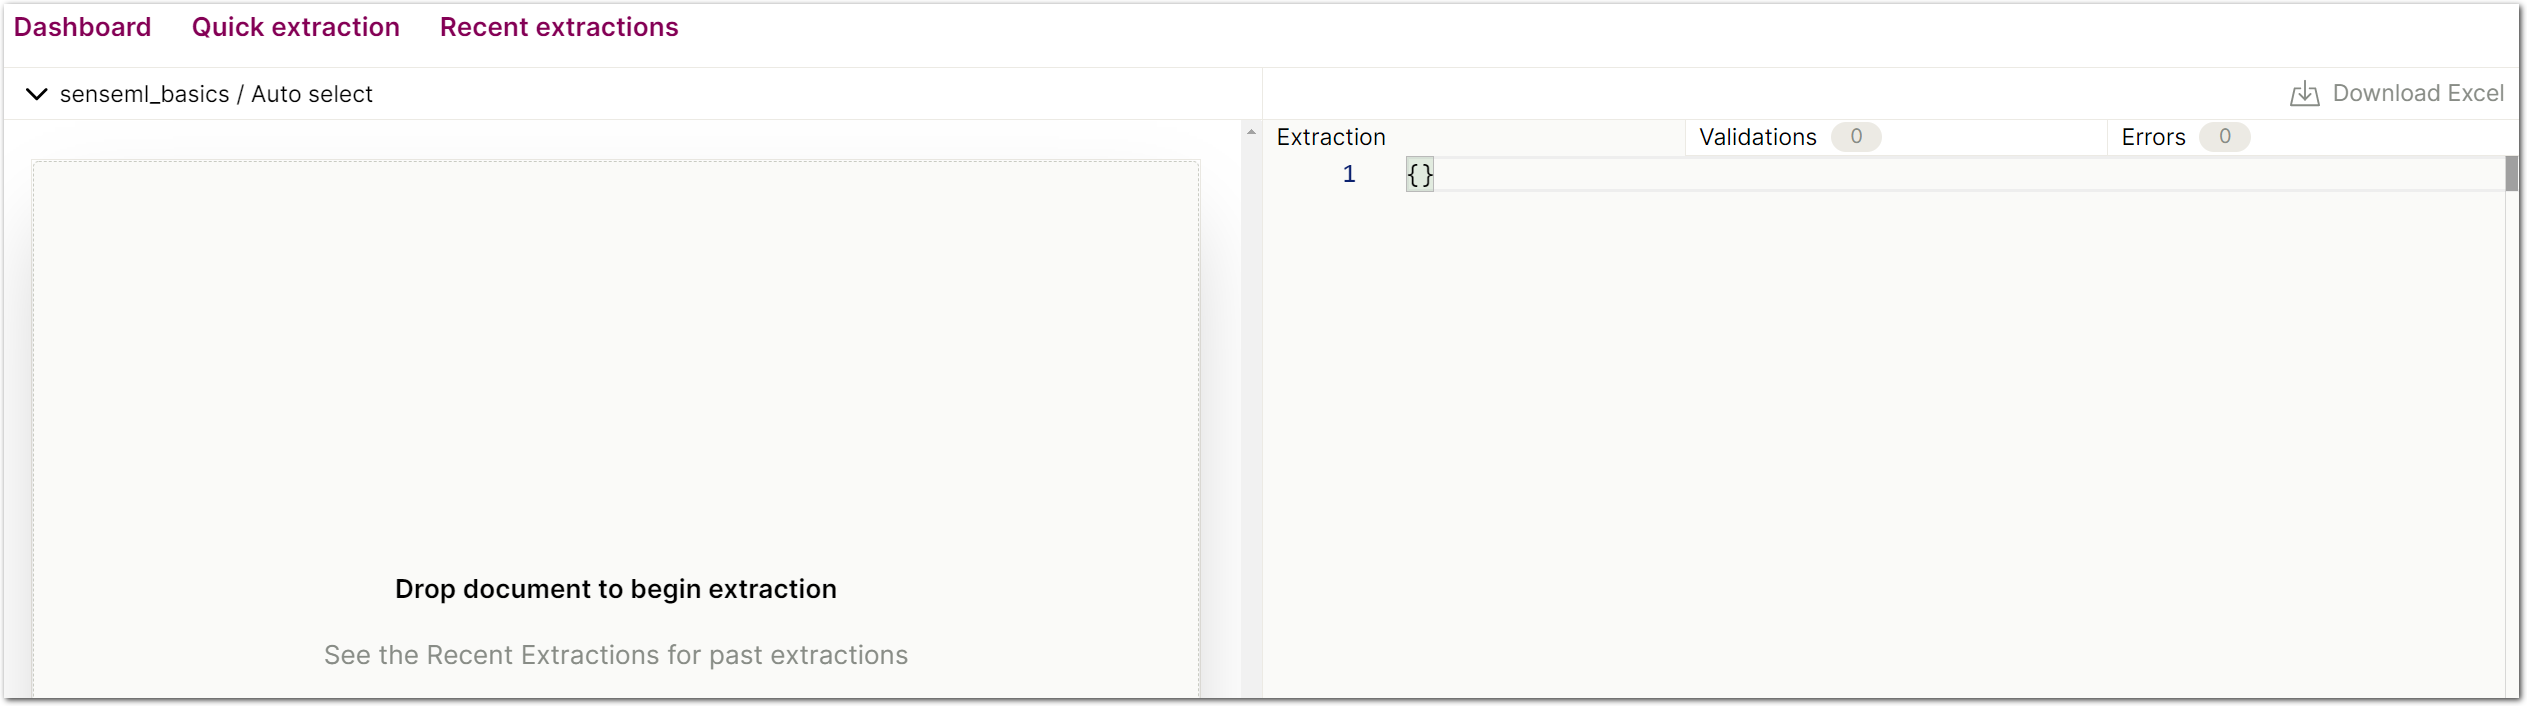 Dashboard Quick extraction Recent extractions
senseml_basics / Auto select
Download Excel
Extraction Validations 0 Errors 0
1 {}
Drop document to begin extraction
See the Recent Extractions for past extractions